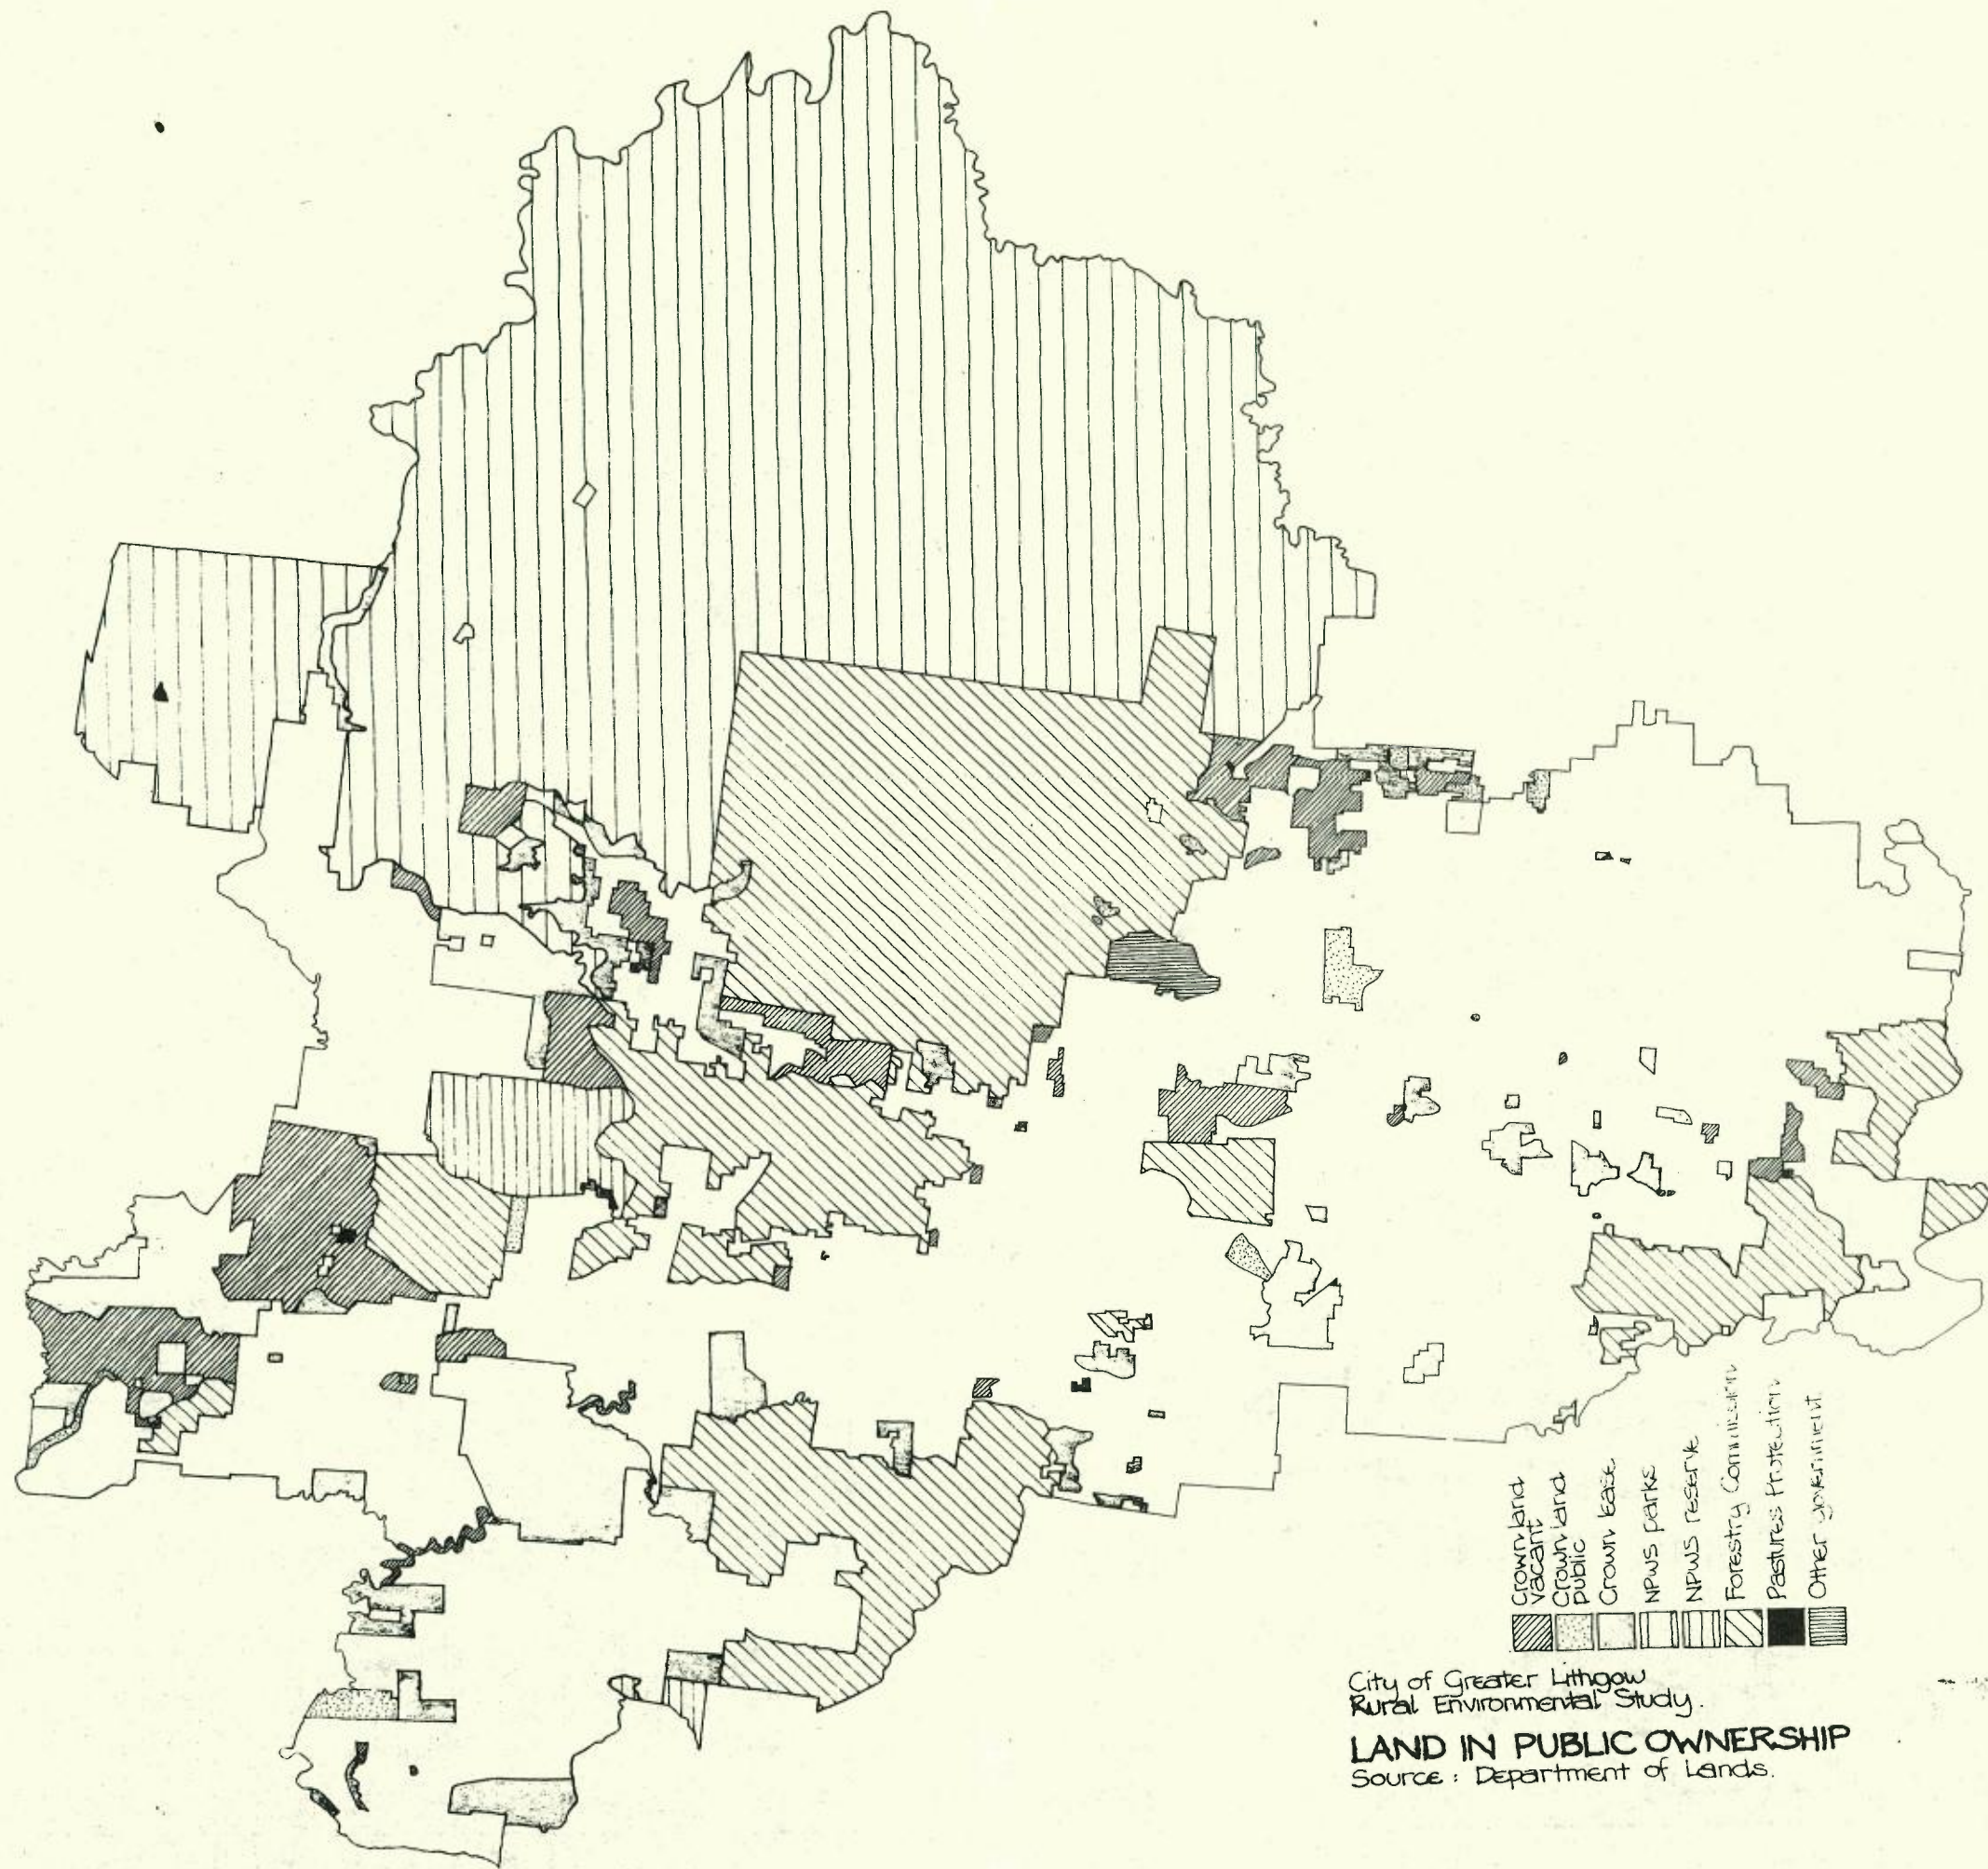 Crown land
vacant
Crown land
public
Crown lease
NPWS parks
NPWS reserve
Forestry Commission
Pastures Protection
Other government
City of Greater Lithgow
Rural Environmental Study.
LAND IN PUBLIC OWNERSHIP
Source : Department of Lands.